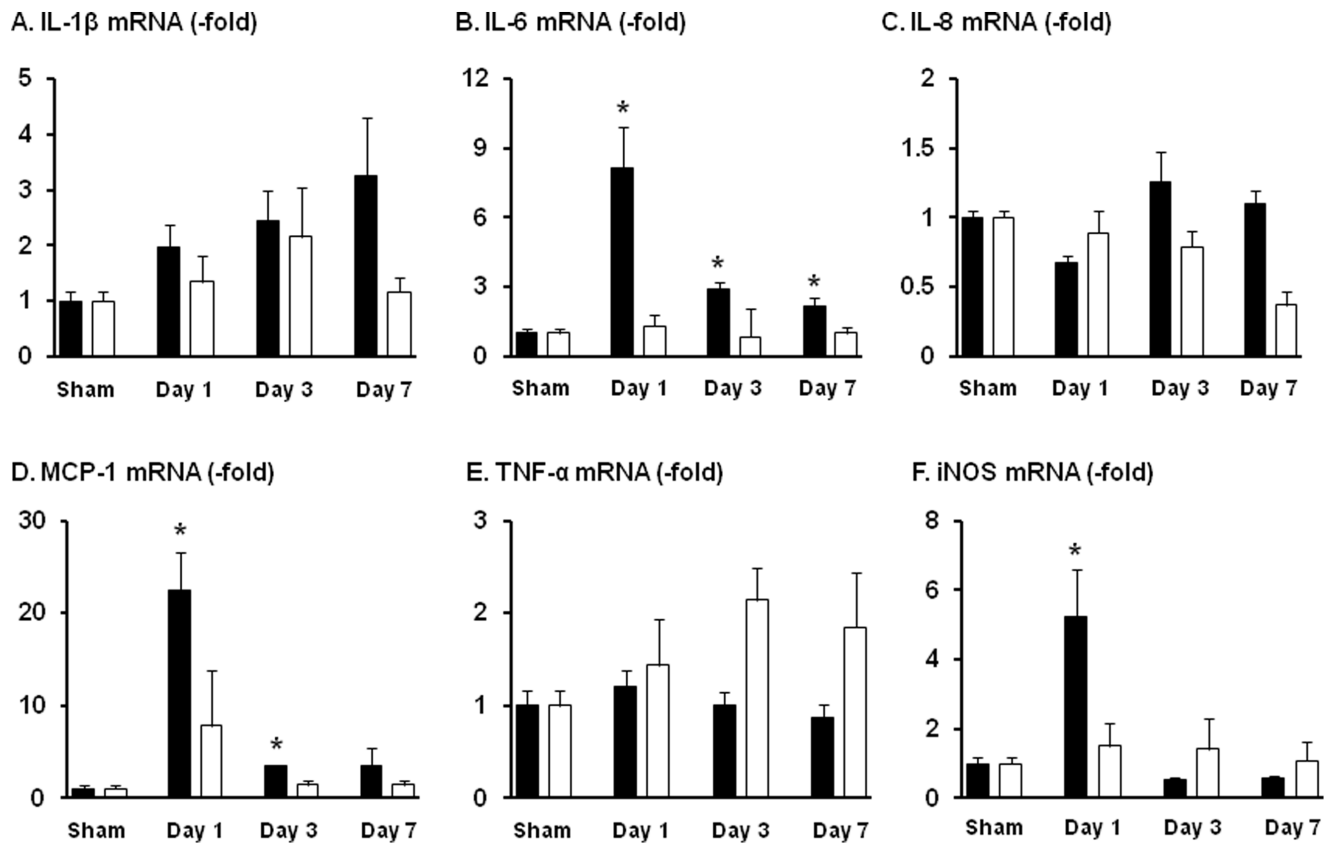 A. IL-1β mRNA (-fold)
5
4
3
2
1
0
Sham Day 1 Day 3 Day 7
B. IL-6 mRNA (-fold)
12
9
6
3
0
*
*
*
Sham Day 1 Day 3 Day 7
C. IL-8 mRNA (-fold)
2
1.5
1
0.5
0
Sham Day 1 Day 3 Day 7
D. MCP-1 mRNA (-fold)
30
20
10
0
*
*
Sham Day 1 Day 3 Day 7
E. TNF-α mRNA (-fold)
3
2
1
0
Sham Day 1 Day 3 Day 7
F. iNOS mRNA (-fold)
8
6
4
2
0
*
Sham Day 1 Day 3 Day 7